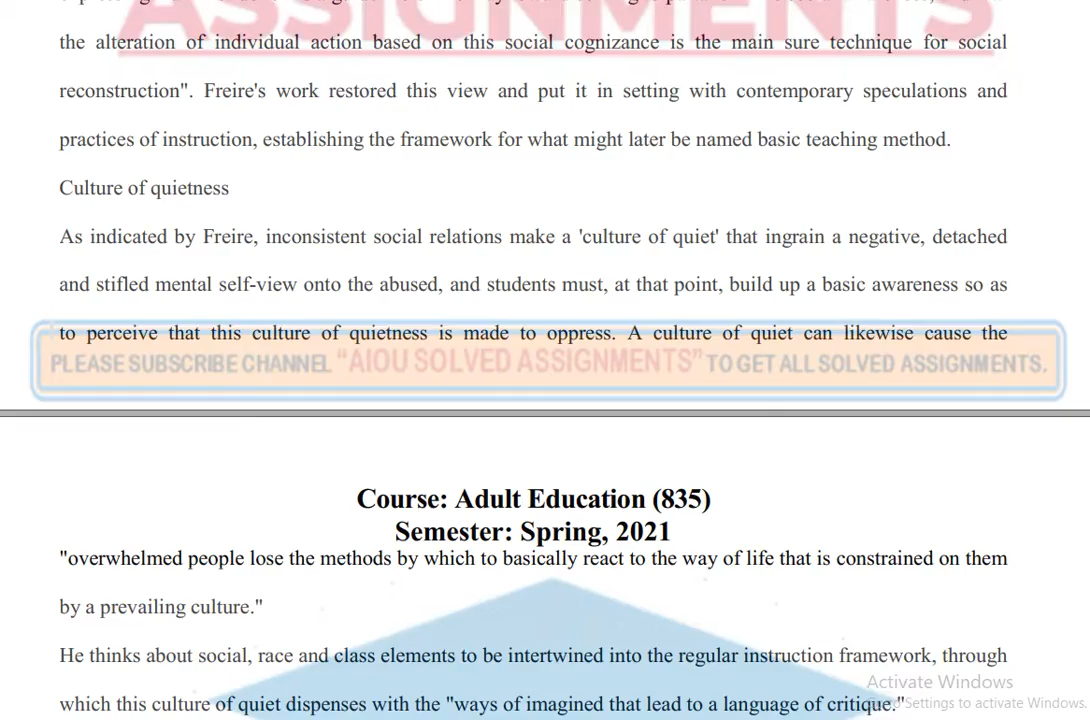 ASSIGNMENTS
the alteration of individual action based on this social cognizance is the main sure technique for social
reconstruction". Freire's work restored this view and put it in setting with contemporary speculations and
practices of instruction, establishing the framework for what might later be named basic teaching method.
Culture of quietness
As indicated by Freire, inconsistent social relations make a 'culture of quiet' that ingrain a negative, detached
and stifled mental self-view onto the abused, and students must, at that point, build up a basic awareness so as
to perceive that this culture of quietness is made to oppress. A culture of quiet can likewise cause the
PLEASE SUBSCRIBE CHANNEL "AIOU SOLVED ASSIGNMENTS" TO GET ALL SOLVED ASSIGNMENTS.
Course: Adult Education (835)
Semester: Spring, 2021
"overwhelmed people lose the methods by which to basically react to the way of life that is constrained on them
by a prevailing culture."
He thinks about social, race and class elements to be intertwined into the regular instruction framework, through
Activate Windows
which this culture of quiet dispenses with the "ways of imagined that lead to a language of critique."
Settings to activate Windows.